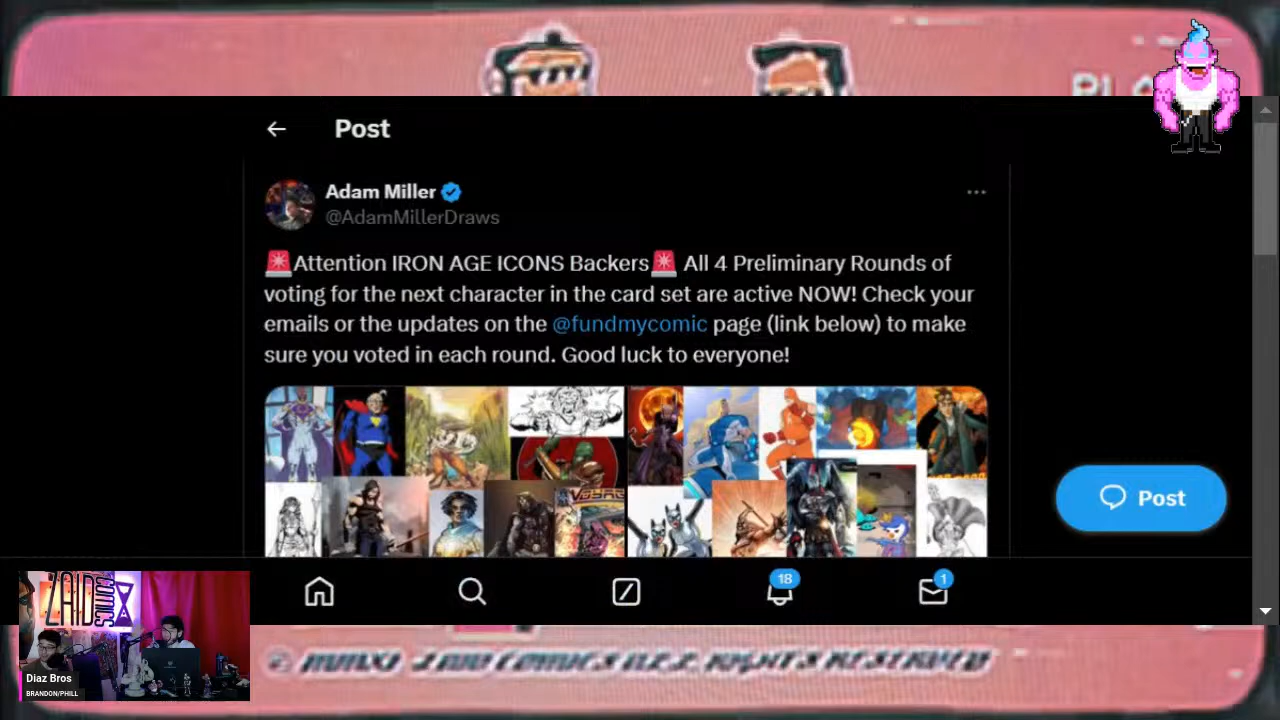 Post
Adam Miller
@AdamMillerDraws
🚨Attention IRON AGE ICONS Backers🚨 All 4 Preliminary Rounds of
voting for the next character in the card set are active NOW! Check your
emails or the updates on the @fundmycomic page (link below) to make
sure you voted in each round. Good luck to everyone!
Post
18
1
ZAID
COMICS
Diaz Bros
BRANDON/PHILL